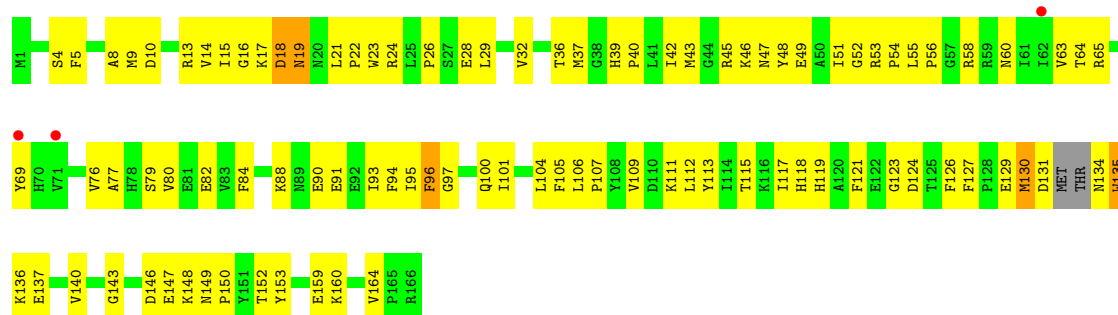 M1 S4 F5 A8 M9 D10 R13 V14 I15 G16 K17 D18 N19 N20 L21 P22 W23 R24 L25 P26 S27 E28 L29 V32 T36 M37 G38 H39 P40 L41 I42 M43 G44 R45 K46 N47 Y48 E49 A50 I51 G52 R53 P54 L55 P56 G57 R58 R59 N60 I61 I62 V63 T64 R65
Y69 H70 V71 V76 A77 H78 S79 V80 E81 E82 V83 F84 K88 N89 E90 E91 E92 I93 F94 I95 F96 G97 Q100 I101 L104 F105 L106 P107 Y108 V109 D110 K111 L112 Y113 I114 T115 K116 I117 H118 H119 A120 F121 E122 G123 D124 T125 F126 F127 P128 E129 M130 D131 MET THR N134 W135
K136 E137 V140 G143 D146 E147 K148 N149 P150 Y151 T152 Y153 E159 K160 V164 P165 R166